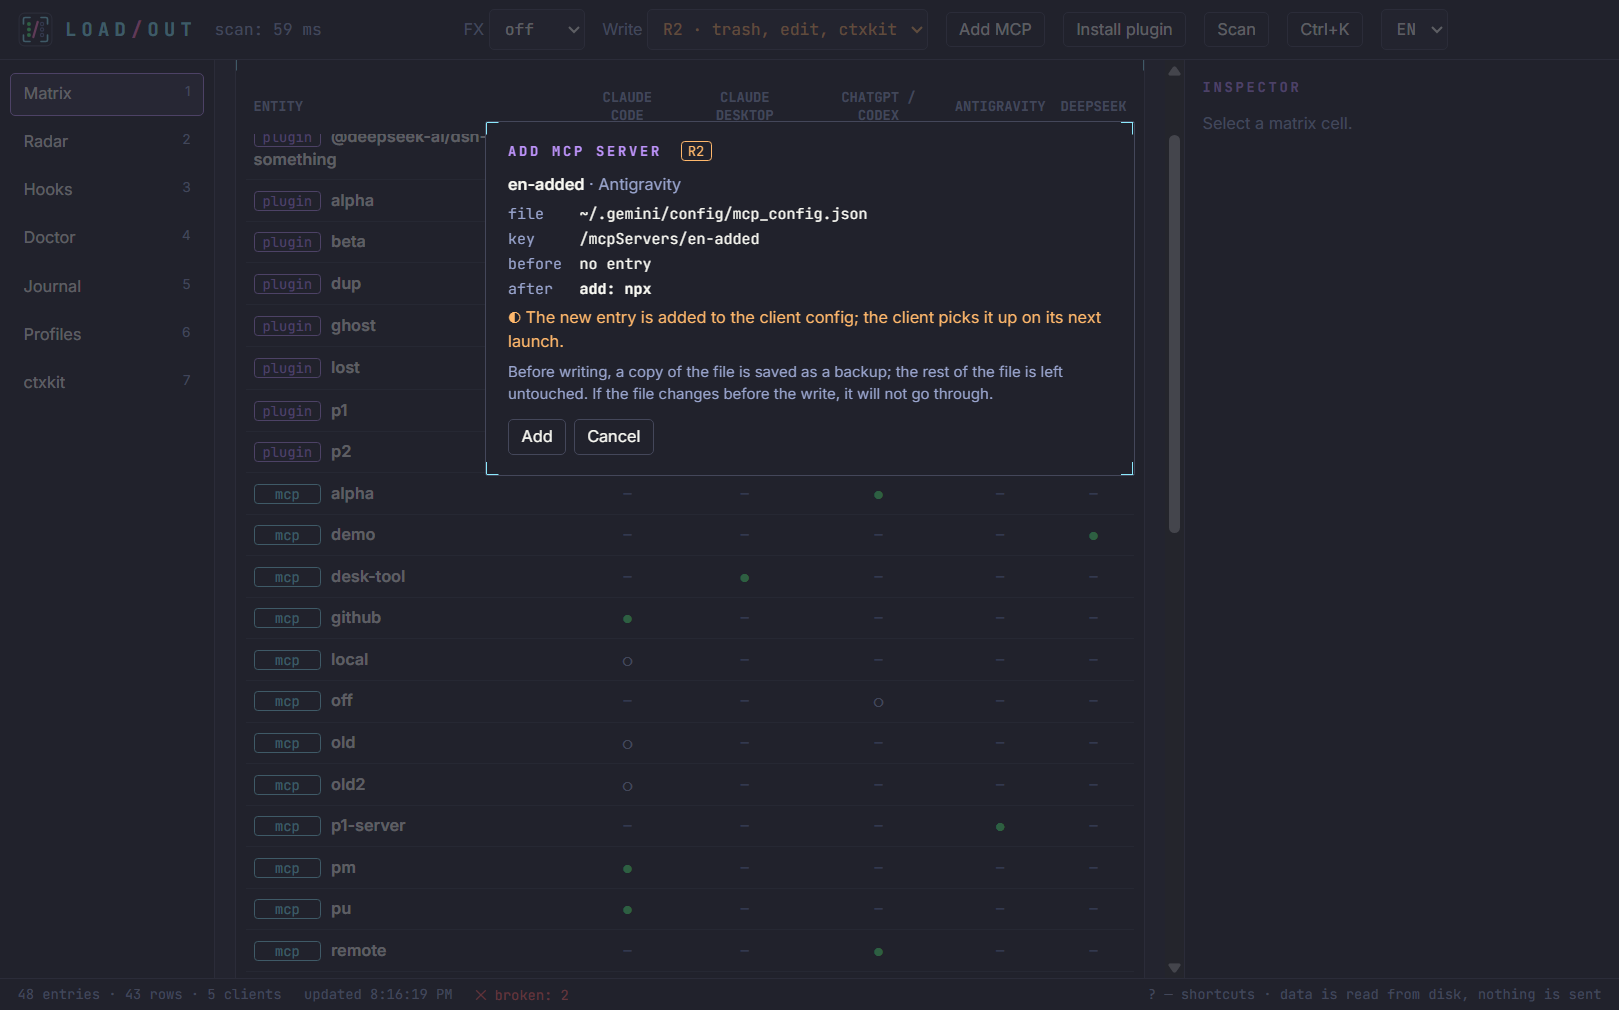 LOAD/OUT scan: 59 ms FX off Write R2 · trash, edit, ctxkit Add MCP Install plugin Scan Ctrl+K EN
Matrix 1
Radar 2
Hooks 3
Doctor 4
Journal 5
Profiles 6
ctxkit 7
ENTITY CLAUDE CODE CLAUDE DESKTOP CHATGPT / CODEX ANTIGRAVITY DEEPSEEK
plugin @deepseek-ai/dsh-
something
plugin alpha
plugin beta
plugin dup
plugin ghost
plugin lost
plugin p1
plugin p2
ADD MCP SERVER R2
en-added · Antigravity
file ~/.gemini/config/mcp_config.json
key /mcpServers/en-added
before no entry
after add: npx
The new entry is added to the client config; the client picks it up on its next
launch.
Before writing, a copy of the file is saved as a backup; the rest of the file is left
untouched. If the file changes before the write, it will not go through.
Add Cancel
mcp alpha – – – –
mcp demo – – – –
mcp desk-tool – – – –
mcp github – – – –
mcp local – – – –
mcp off – – – –
mcp old – – – –
mcp old2 – – – –
mcp p1-server – – – –
mcp pm – – – –
mcp pu – – – –
mcp remote – – – –
INSPECTOR
Select a matrix cell.
48 entries · 43 rows · 5 clients updated 8:16:19 PM × broken: 2 ? — shortcuts · data is read from disk, nothing is sent